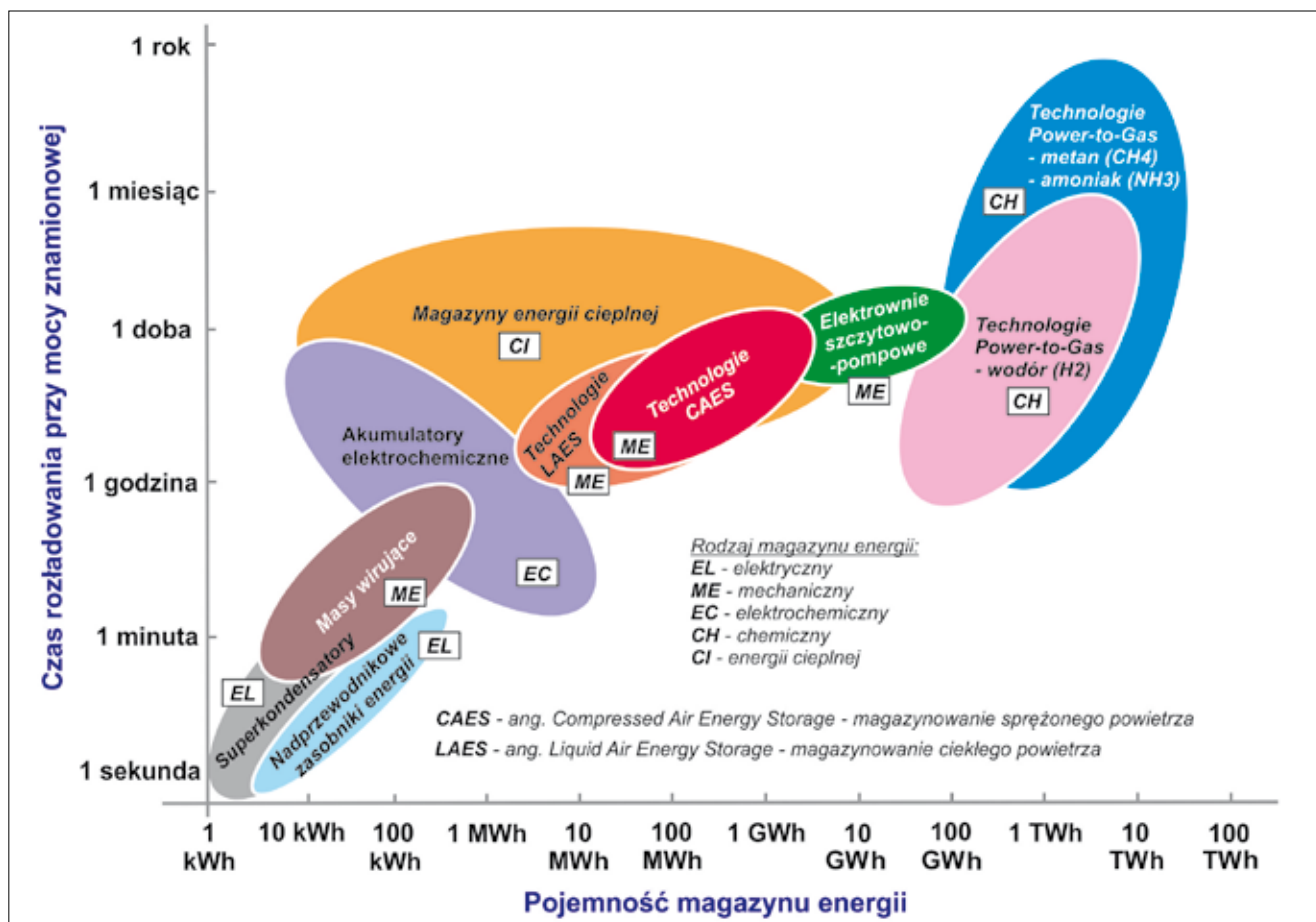 Czas rozładowania przy mocy znamionowej
1 rok
1 miesiąc
1 doba
1 godzina
1 minuta
1 sekunda
Technologie
Power-to-Gas
- metan (CH4)
- amoniak (NH3)
CH
Technologie
Power-to-Gas
- wodór (H2)
CH
Elektrownie
szczytowo-
-pompowe
ME
Magazyny energii cieplnej
CI
Technologie
CAES
ME
Technologie
LAES
ME
Akumulatory
elektrochemiczne
EC
Masy wirujące
ME
Superkondensatory
EL
Nadprzewodnikowe
zasobniki energii
EL
Rodzaj magazynu energii:
EL - elektryczny
ME - mechaniczny
EC - elektrochemiczny
CH - chemiczny
CI - energii cieplnej
CAES - ang. Compressed Air Energy Storage - magazynowanie sprężonego powietrza
LAES - ang. Liquid Air Energy Storage - magazynowanie ciekłego powietrza
1 kWh
10 kWh
100 kWh
1 MWh
10 MWh
100 MWh
1 GWh
10 GWh
100 GWh
1 TWh
10 TWh
100 TWh
Pojemność magazynu energii